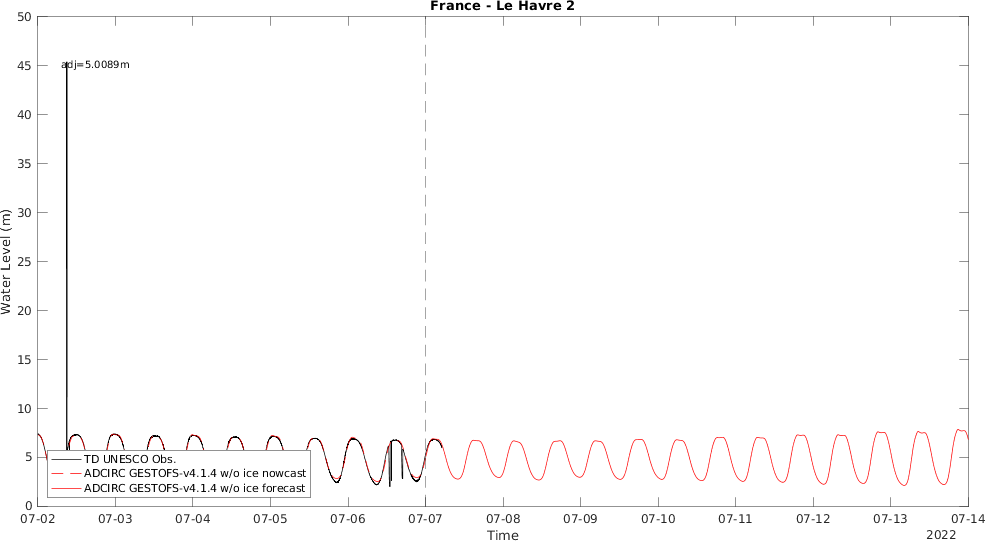 France - Le Havre 2
50
45
40
35
30
25
20
15
10
5
0
Water Level (m)
adj=5.0089m
TD UNESCO Obs.
ADCIRC GESTOFS-v4.1.4 w/o ice nowcast
ADCIRC GESTOFS-v4.1.4 w/o ice forecast
07-02 07-03 07-04 07-05 07-06 07-07 07-08 07-09 07-10 07-11 07-12 07-13 07-14
Time
2022